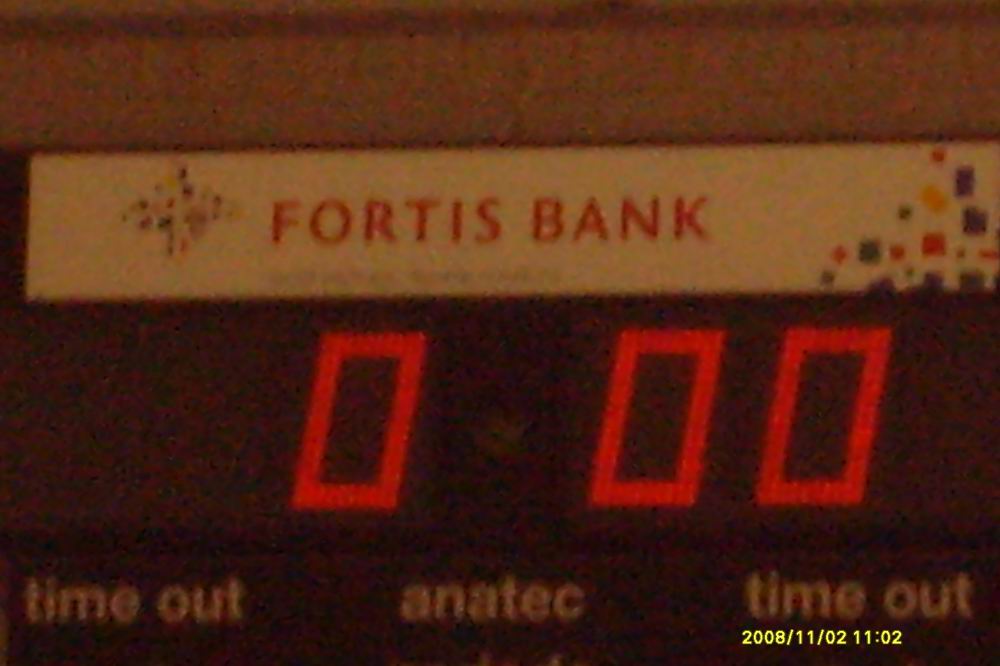 FORTIS BANK
0 00
time out anatec time out
2008/11/02 11:02